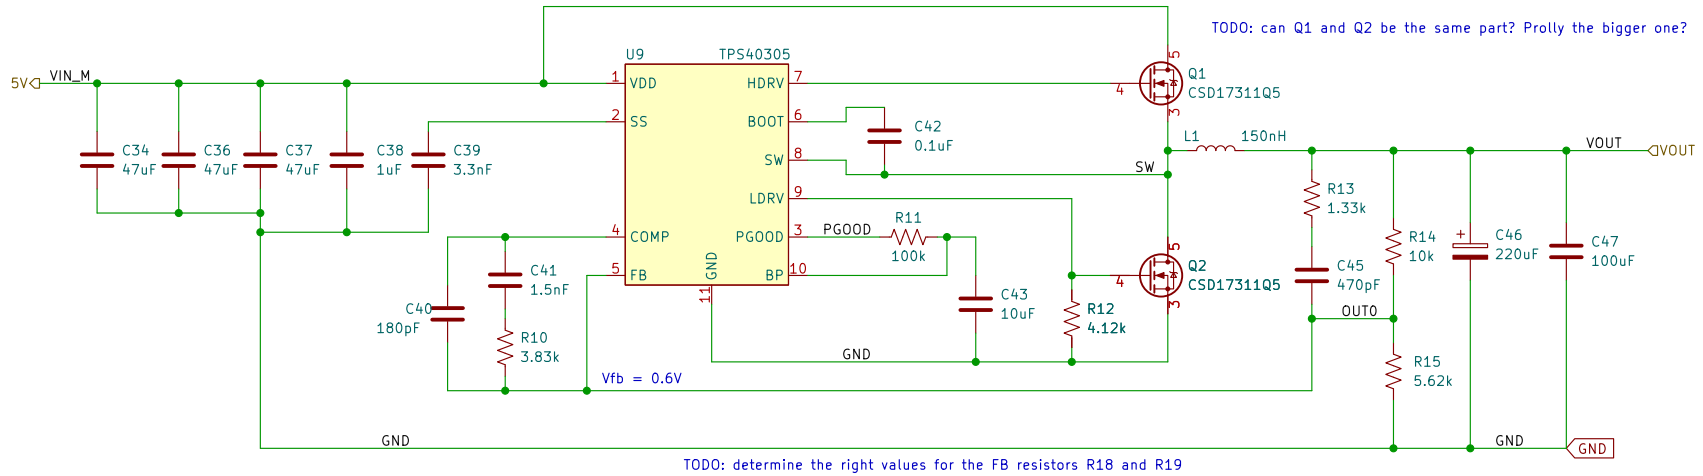 TODO: can Q1 and Q2 be the same part? Prolly the bigger one?
U9
TPS40305
5V
VIN_M
1
VDD
HDRV
7
4
5
3
Q1
CSD17311Q5
2
SS
BOOT
6
C42
0.1uF
L1
150nH
VOUT
VOUT
C34
47uF
C36
47uF
C37
47uF
C38
1uF
C39
3.3nF
SW
8
SW
R13
1.33k
LDRV
9
R11
100k
4
COMP
PGOOD
3
PGOOD
5
FB
GND
11
BP
10
4
5
3
Q2
CSD17311Q5
R14
10k
C46
+
220uF
C47
100uF
C41
1.5nF
C45
470pF
C40
180pF
C43
10uF
R12
4.12k
OUT0
R10
3.83k
GND
R15
5.62k
Vfb = 0.6V
GND
GND
GND
TODO: determine the right values for the FB resistors R18 and R19